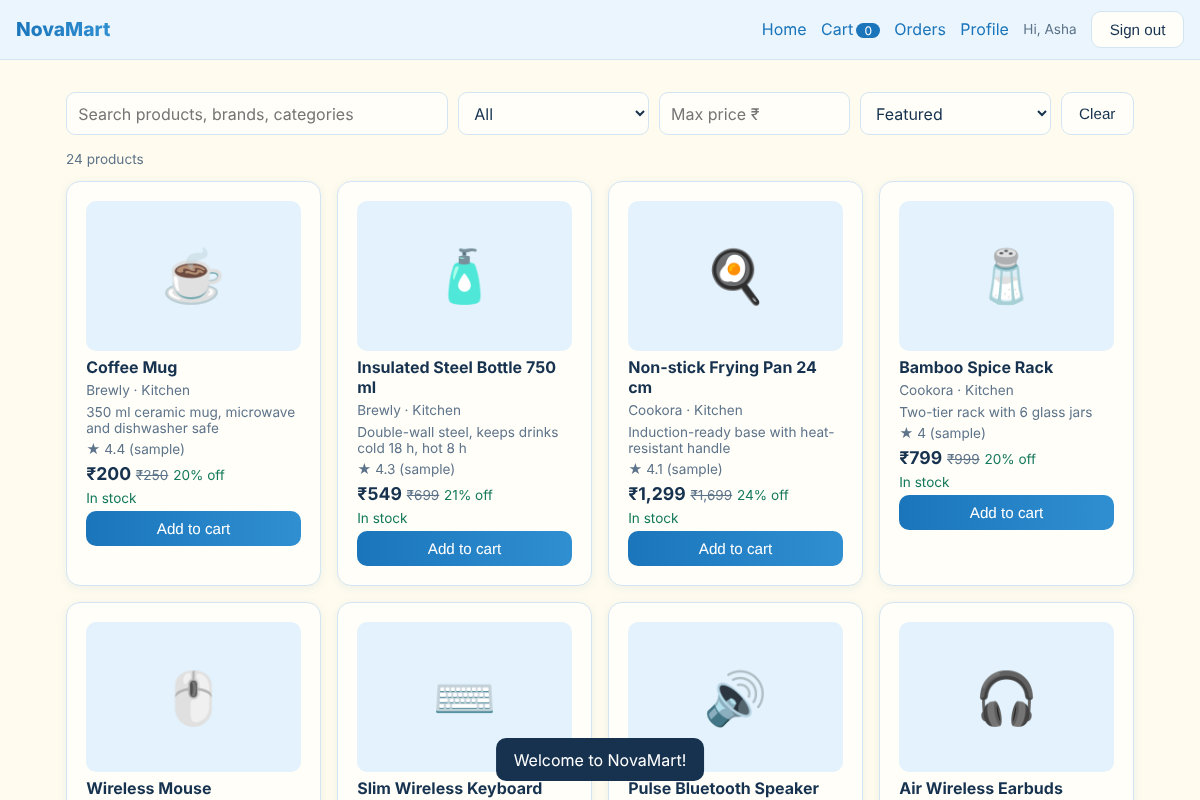 NovaMart
Home Cart 0 Orders Profile Hi, Asha Sign out
Search products, brands, categories
All
Max price ₹
Featured
Clear
24 products
Coffee Mug
Brewly · Kitchen
350 ml ceramic mug, microwave
and dishwasher safe
★ 4.4 (sample)
₹200 ₹250 20% off
In stock
Add to cart
Insulated Steel Bottle 750
ml
Brewly · Kitchen
Double-wall steel, keeps drinks
cold 18 h, hot 8 h
★ 4.3 (sample)
₹549 ₹699 21% off
In stock
Add to cart
Non-stick Frying Pan 24
cm
Cookora · Kitchen
Induction-ready base with heat-
resistant handle
★ 4.1 (sample)
₹1,299 ₹1,699 24% off
In stock
Add to cart
Bamboo Spice Rack
Cookora · Kitchen
Two-tier rack with 6 glass jars
★ 4 (sample)
₹799 ₹999 20% off
In stock
Add to cart
Wireless Mouse
Slim Wireless Keyboard
Pulse Bluetooth Speaker
Air Wireless Earbuds
Welcome to NovaMart!